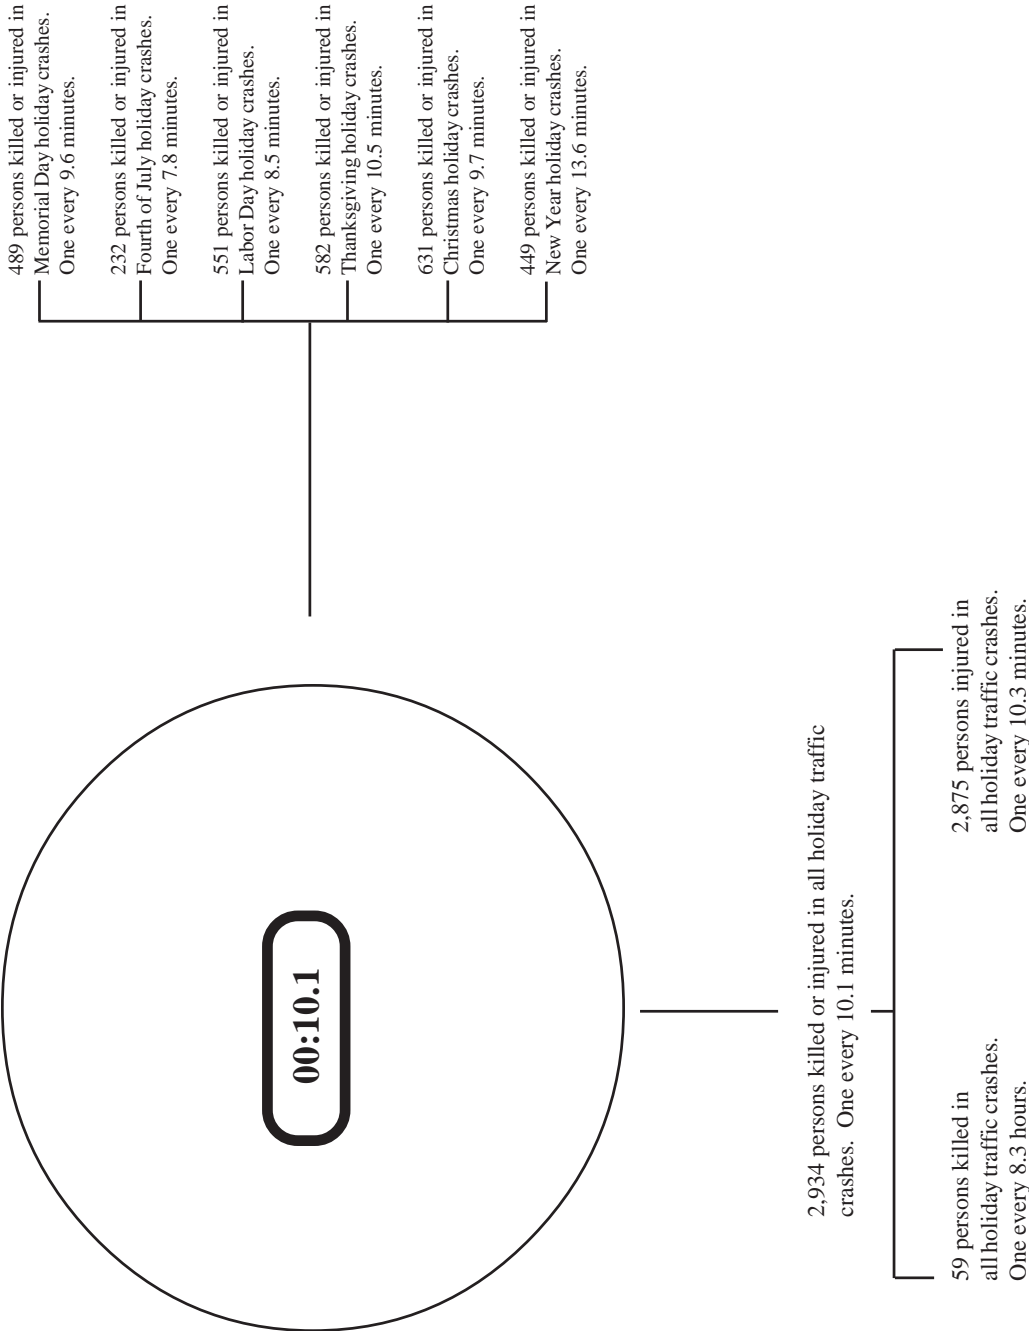 00:10.1
2,934 persons killed or injured in all holiday traffic
crashes. One every 10.1 minutes.
59 persons killed in
all holiday traffic crashes.
One every 8.3 hours.
2,875 persons injured in
all holiday traffic crashes.
One every 10.3 minutes.
489 persons killed or injured in
Memorial Day holiday crashes.
One every 9.6 minutes.
232 persons killed or injured in
Fourth of July holiday crashes.
One every 7.8 minutes.
551 persons killed or injured in
Labor Day holiday crashes.
One every 8.5 minutes.
582 persons killed or injured in
Thanksgiving holiday crashes.
One every 10.5 minutes.
631 persons killed or injured in
Christmas holiday crashes.
One every 9.7 minutes.
449 persons killed or injured in
New Year holiday crashes.
One every 13.6 minutes.